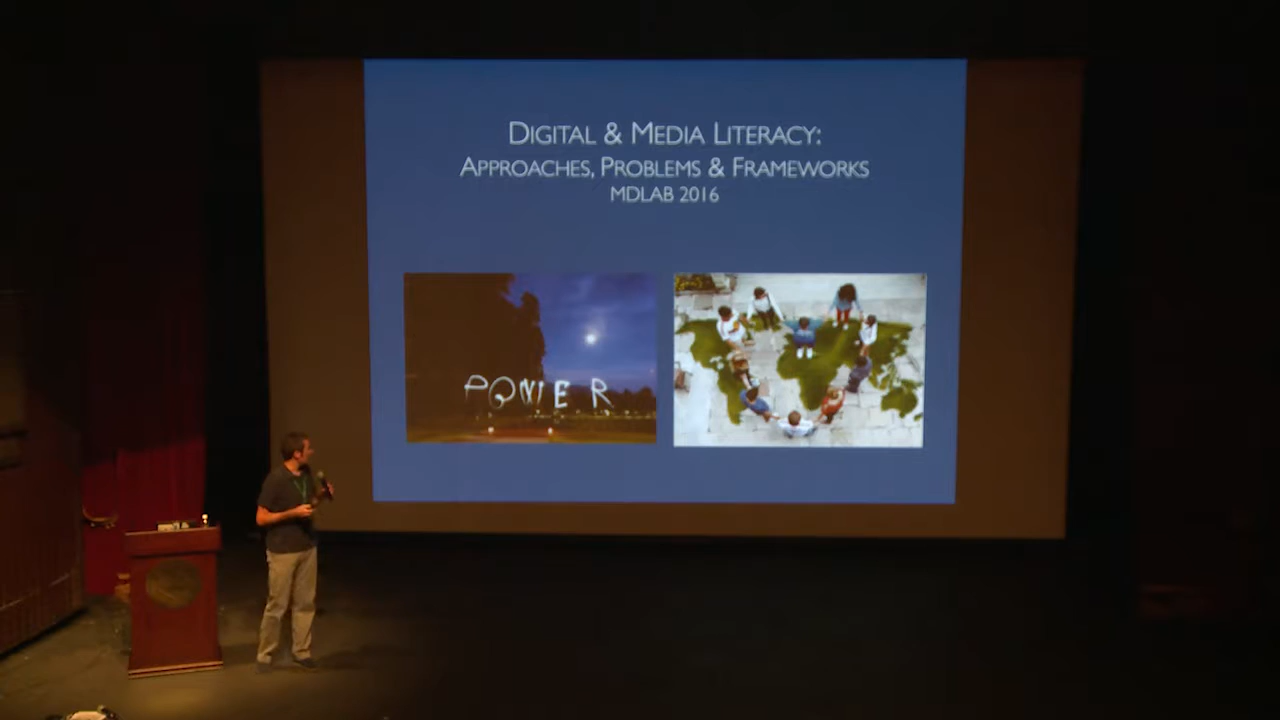 DIGITAL & MEDIA LITERACY:
APPROACHES, PROBLEMS & FRAMEWORKS
MDLAB 2016
POWER